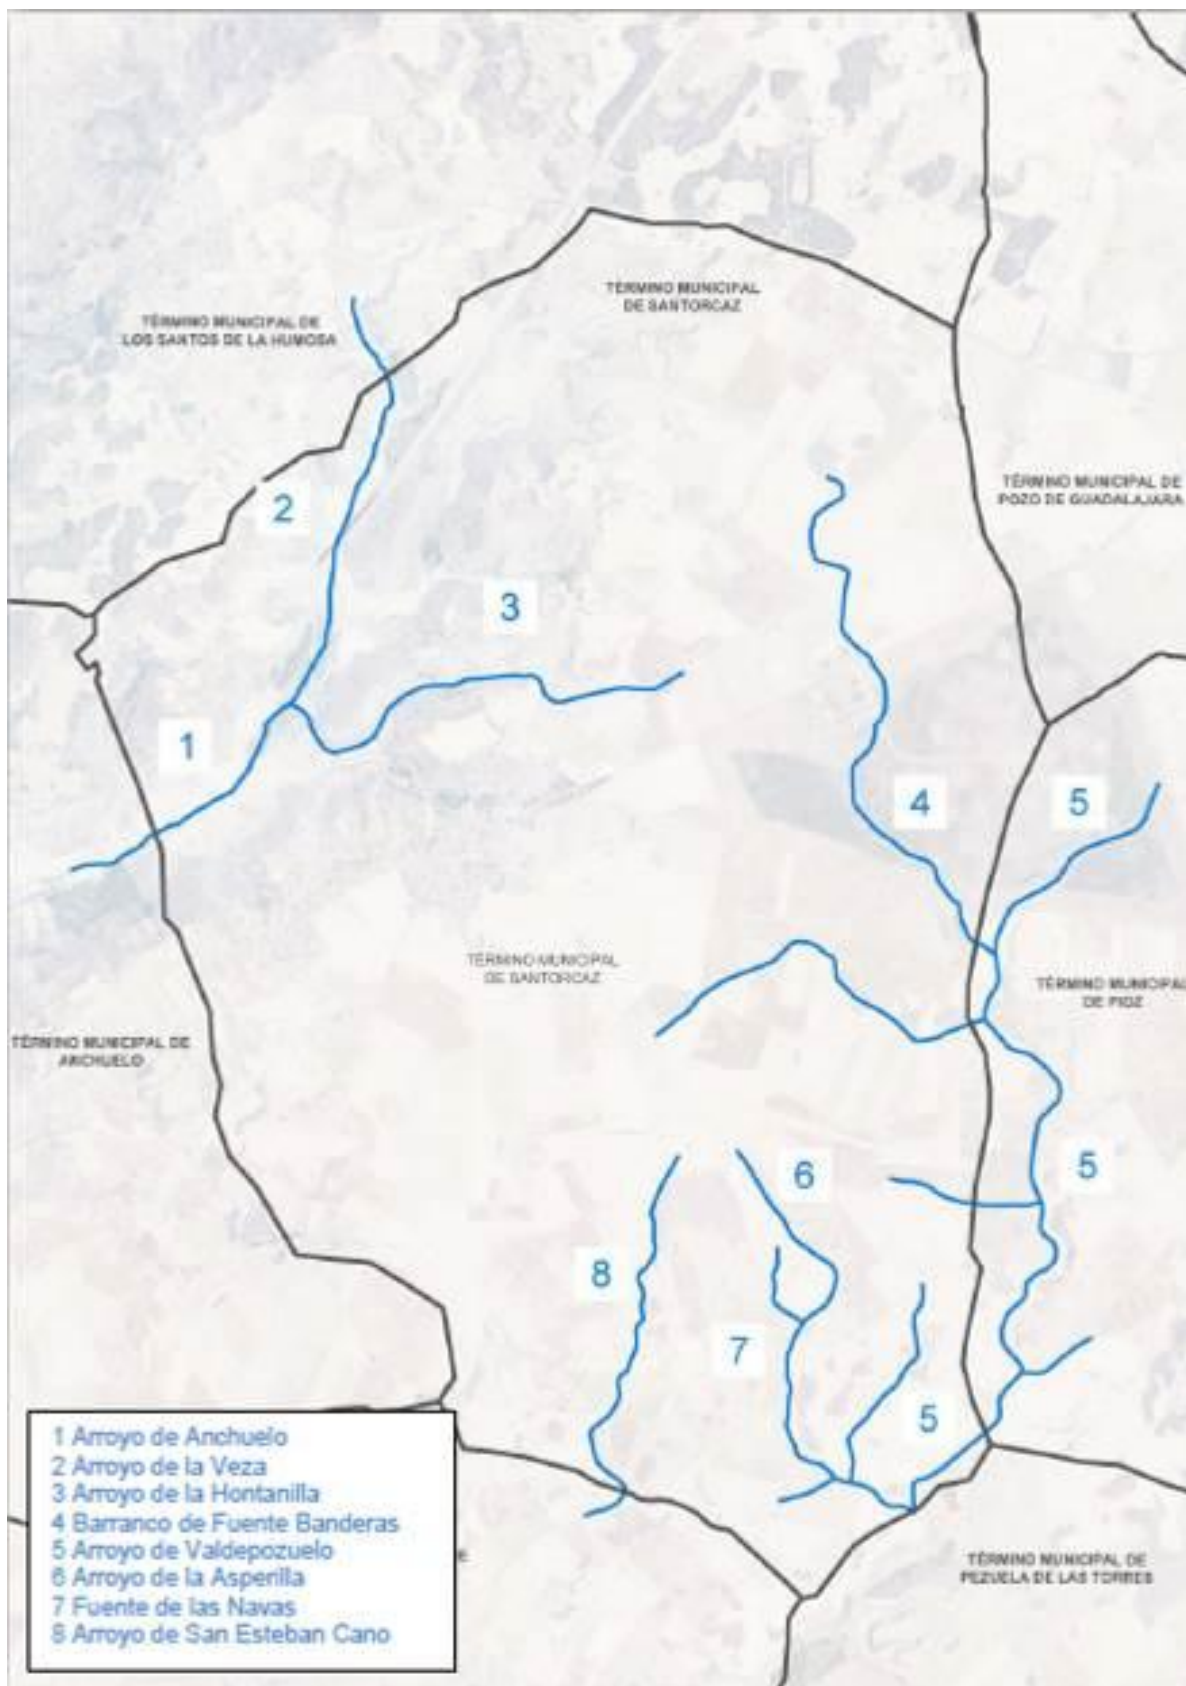 TÉRMINO MUNICIPAL
DE SANTORCAZ
TÉRMINO MUNICIPAL DE
LOS SANTOS DE LA HUMOSA
TÉRMINO MUNICIPAL DE
POZO DE GUADALAJARA
2
3
1
4
5
TÉRMINO MUNICIPAL
DE SANTORCAZ
TÉRMINO MUNICIPAL
DE PIOZ
TÉRMINO MUNICIPAL DE
ANCHUELO
6
5
8
7
5
1 Arroyo de Anchuelo
2 Arroyo de la Veza
3 Arroyo de la Hontanilla
4 Barranco de Fuente Banderas
5 Arroyo de Valdepozuelo
6 Arroyo de la Asperilla
7 Fuente de las Navas
8 Arroyo de San Esteban Cano
TÉRMINO MUNICIPAL DE
PEZUELA DE LAS TORRES